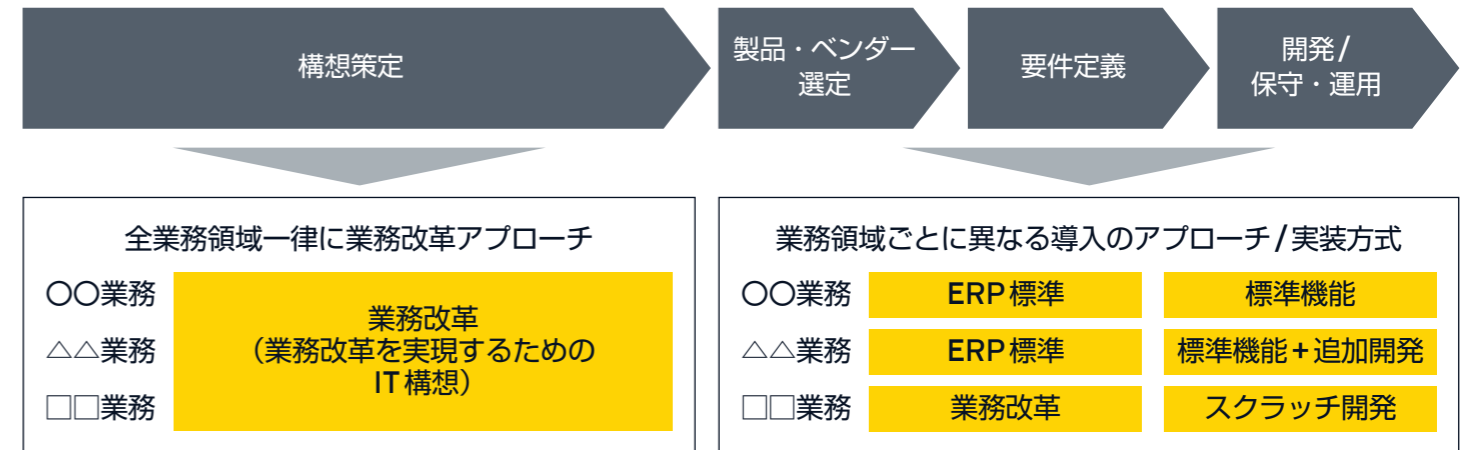 構想策定
製品・ベンダー
選定
要件定義
開発/
保守・運用
全業務領域一律に業務改革アプローチ
〇〇業務
△△業務
□□業務
業務改革
（業務改革を実現するための
IT構想）
業務領域ごとに異なる導入のアプローチ/実装方式
〇〇業務 ERP標準 標準機能
△△業務 ERP標準 標準機能+追加開発
□□業務 業務改革 スクラッチ開発